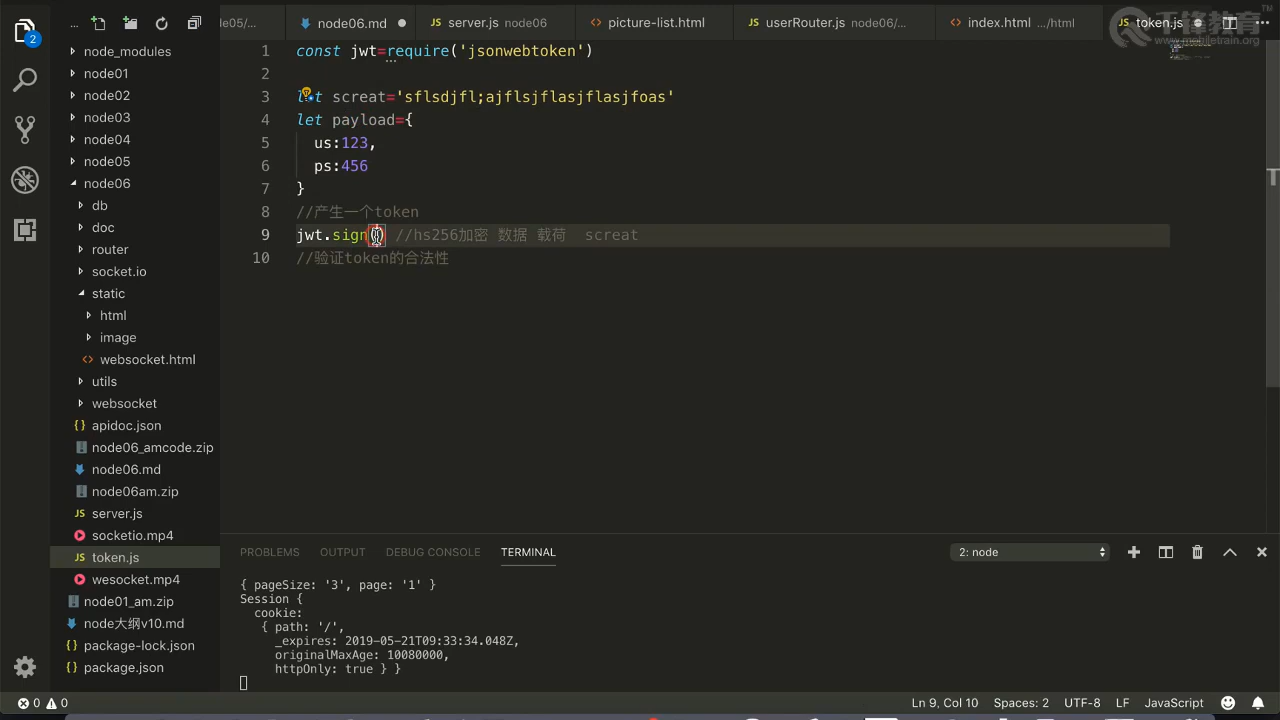 千锋教育
www.mobiletrain.org
2
node05/...
node06.md
server.js node06
picture-list.html
userRouter.js node06/...
index.html .../html
token.js
node_modules
node01
node02
node03
node04
node05
node06
db
doc
router
socket.io
static
html
image
websocket.html
utils
websocket
apidoc.json
node06_amcode.zip
node06.md
node06am.zip
server.js
socketio.mp4
token.js
wesocket.mp4
node01_am.zip
node大纲v10.md
package-lock.json
package.json
1 const jwt=require('jsonwebtoken')
2
3 let screat='sflsdjfl;ajflsjflasjflasjfoas'
4 let payload={
5 us:123,
6 ps:456
7 }
8 //产生一个token
9 jwt.sign() //hs256加密 数据 载荷 screat
10 //验证token的合法性
PROBLEMS OUTPUT DEBUG CONSOLE TERMINAL 2: node
{ pageSize: '3', page: '1' }
Session {
cookie:
{ path: '/',
_expires: 2019-05-21T09:33:34.048Z,
originalMaxAge: 10080000,
httpOnly: true } }
0 0 Ln 9, Col 10 Spaces: 2 UTF-8 LF JavaScript